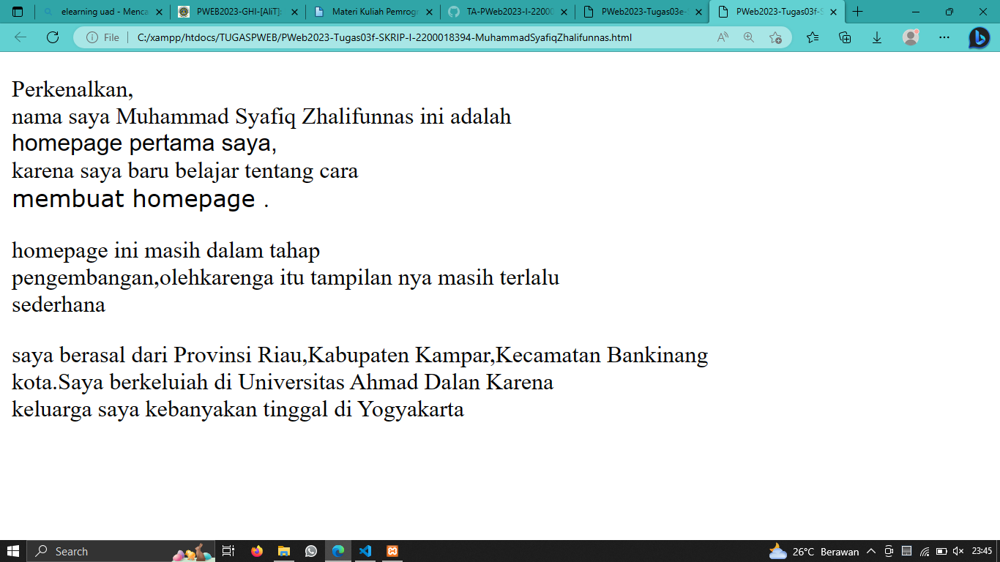 elearning uad - Menca
PWEB2023-GHI-[AliT]:
Materi Kuliah Pemrogr
TA-PWeb2023-I-22000
PWeb2023-Tugas03e-
PWeb2023-Tugas03f-S
File
C:/xampp/htdocs/TUGASPWEB/PWeb2023-Tugas03f-SKRIP-I-2200018394-MuhammadSyafiqZhalifunnas.html
Perkenalkan,
nama saya Muhammad Syafiq Zhalifunnas ini adalah
homepage pertama saya,
karena saya baru belajar tentang cara
membuat homepage .
homepage ini masih dalam tahap
pengembangan,olehkarenga itu tampilan nya masih terlalu
sederhana
saya berasal dari Provinsi Riau,Kabupaten Kampar,Kecamatan Bankinang
kota.Saya berkeluiah di Universitas Ahmad Dalan Karena
keluarga saya kebanyakan tinggal di Yogyakarta
Search
26°C Berawan
23:45